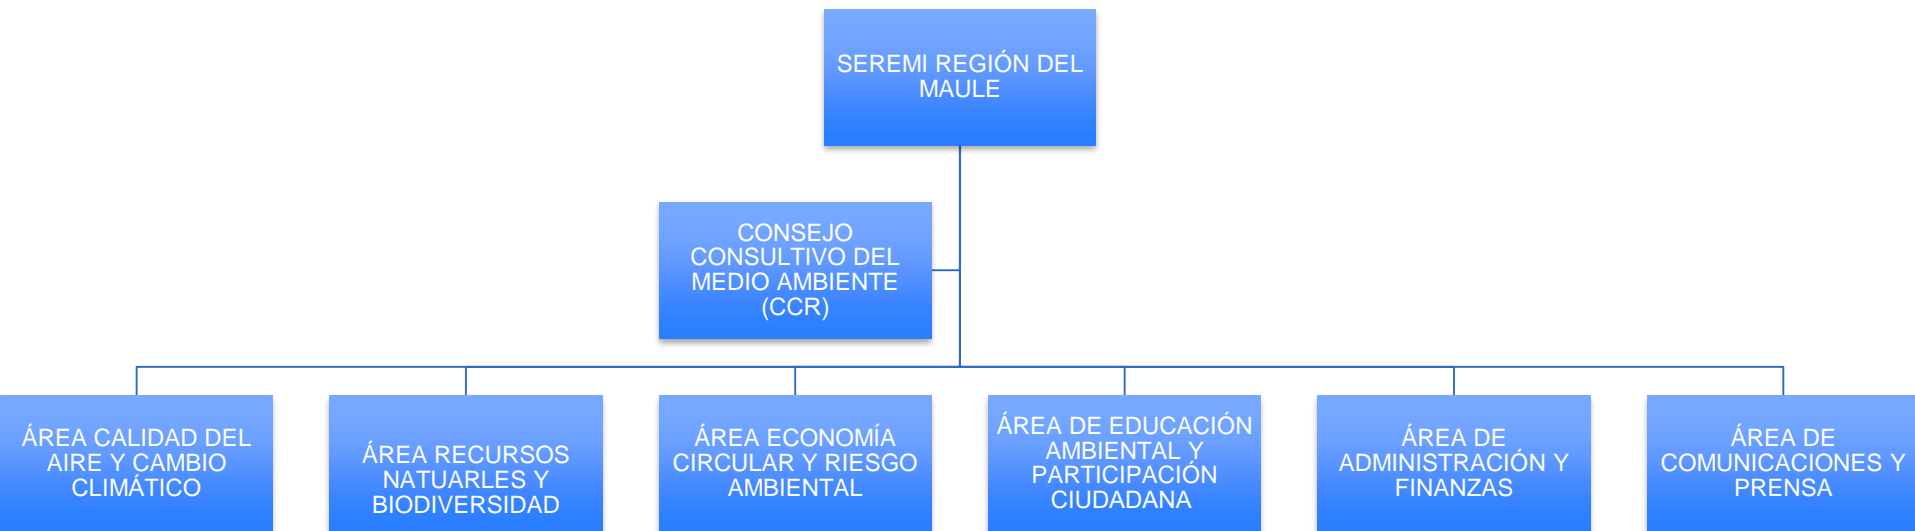 SEREMI REGIÓN DEL
MAULE
CONSEJO
CONSULTIVO DEL
MEDIO AMBIENTE
(CCR)
ÁREA CALIDAD DEL
AIRE Y CAMBIO
CLIMÁTICO
ÁREA RECURSOS
NATUARLES Y
BIODIVERSIDAD
ÁREA ECONOMÍA
CIRCULAR Y RIESGO
AMBIENTAL
ÁREA DE EDUCACIÓN
AMBIENTAL Y
PARTICIPACIÓN
CIUDADANA
ÁREA DE
ADMINISTRACIÓN Y
FINANZAS
ÁREA DE
COMUNICACIONES Y
PRENSA